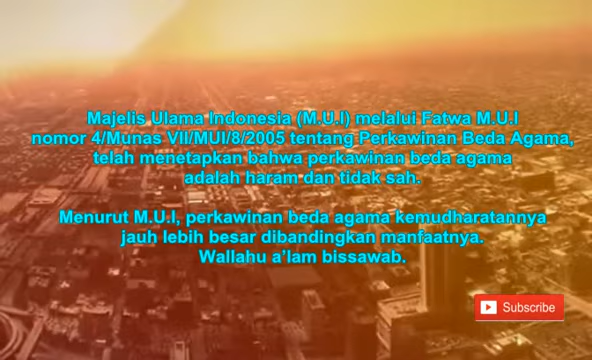 Majelis Ulama Indonesia (M.U.I) melalui Fatwa M.U.I
nomor 4/Munas VII/MUI/8/2005 tentang Perkawinan Beda Agama,
telah menetapkan bahwa perkawinan beda agama
adalah haram dan tidak sah.
Menurut M.U.I, perkawinan beda agama kemudharatannya
jauh lebih besar dibandingkan manfaatnya.
Wallahu a'lam bissawab.
Subscribe